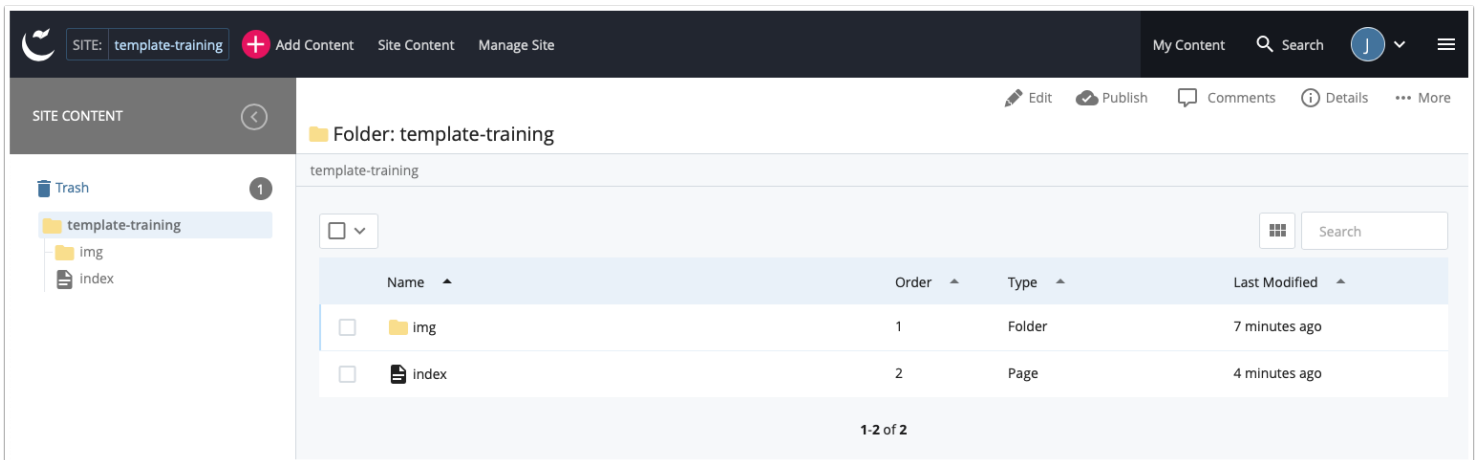 SITE: template-training Add Content Site Content Manage Site My Content Search J
SITE CONTENT
Edit Publish Comments Details ••• More
Folder: template-training
template-training
Trash 1
template-training
img
index
Search
Name Order Type Last Modified
img 1 Folder 7 minutes ago
index 2 Page 4 minutes ago
1-2 of 2